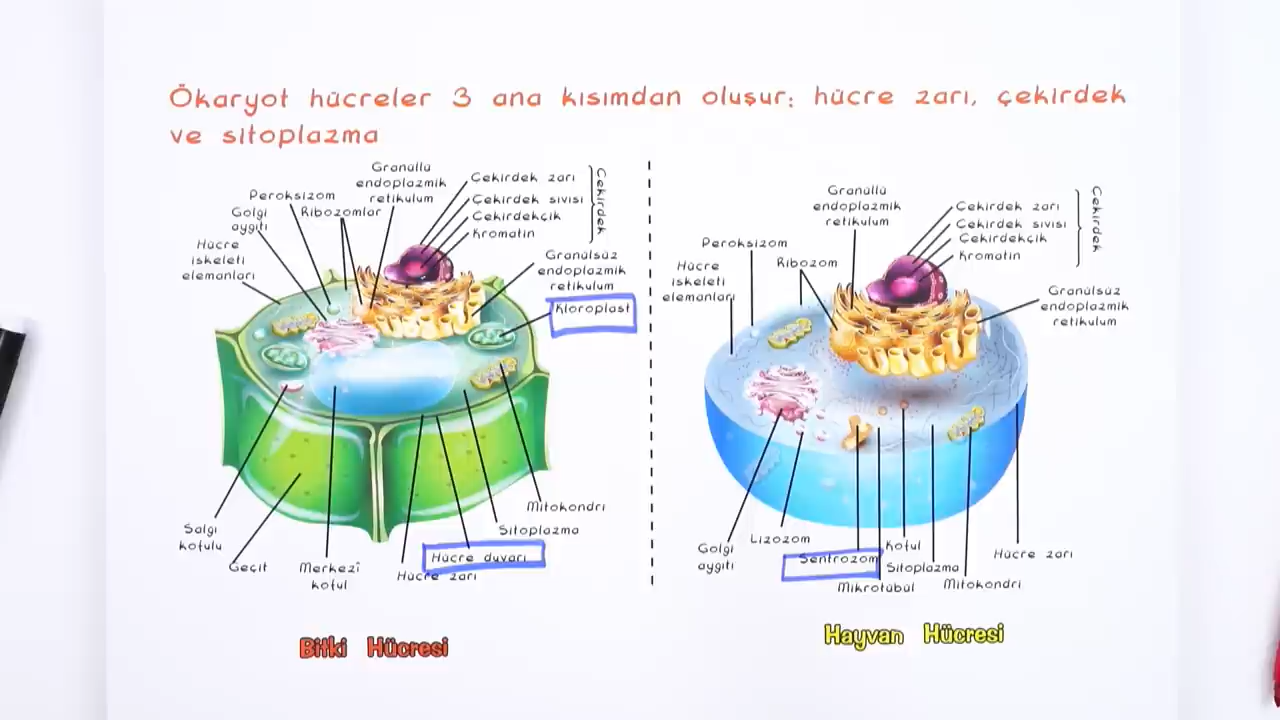 Ökaryot hücreler 3 ana kısımdan oluşur: hücre zarı, çekirdek
ve sitoplazma
Granüllü
endoplazmik
retikulum
Çekirdek zarı
Çekirdek sıvısı
Çekirdekçik
Kromatin
Çekirdek
Peroksizom
Ribozomlar
Golgi
aygıtı
Hücre
iskeleti
elemanları
Granülsüz
endoplazmik
retikulum
Kloroplast
Mitokondri
Sitoplazma
Hücre duvarı
Hücre zarı
Merkezî
koful
Geçit
Salgı
kofulu
Bitki Hücresi
Granüllü
endoplazmik
retikulum
Çekirdek zarı
Çekirdek sıvısı
Çekirdekçik
Kromatin
Çekirdek
Peroksizom
Ribozom
Hücre
iskeleti
elemanları
Granülsüz
endoplazmik
retikulum
Golgi
aygıtı
Lizozom
Sentrozom
Mikrotübül
Koful
Sitoplazma
Mitokondri
Hücre zarı
Hayvan Hücresi